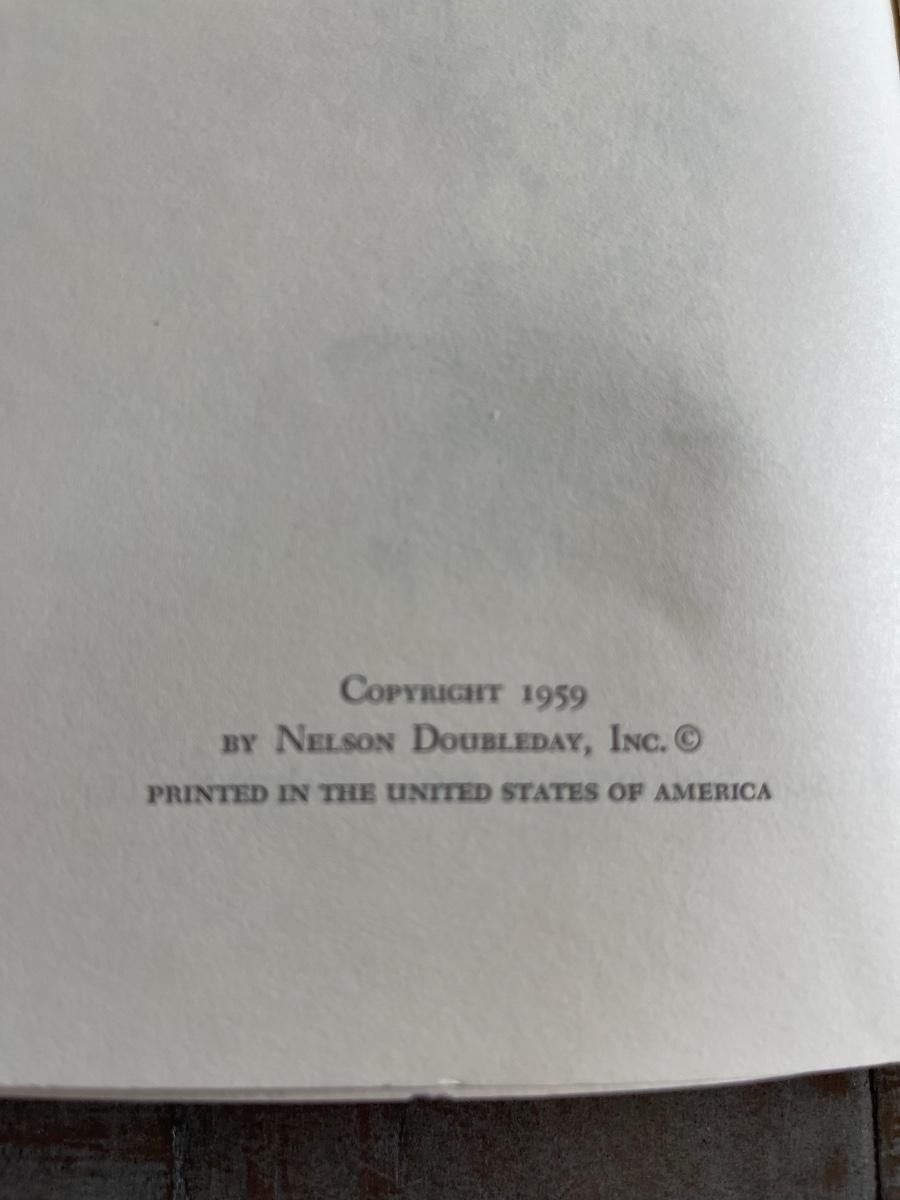 Copyright 1959
by Nelson Doubleday, Inc.©
PRINTED IN THE UNITED STATES OF AMERICA